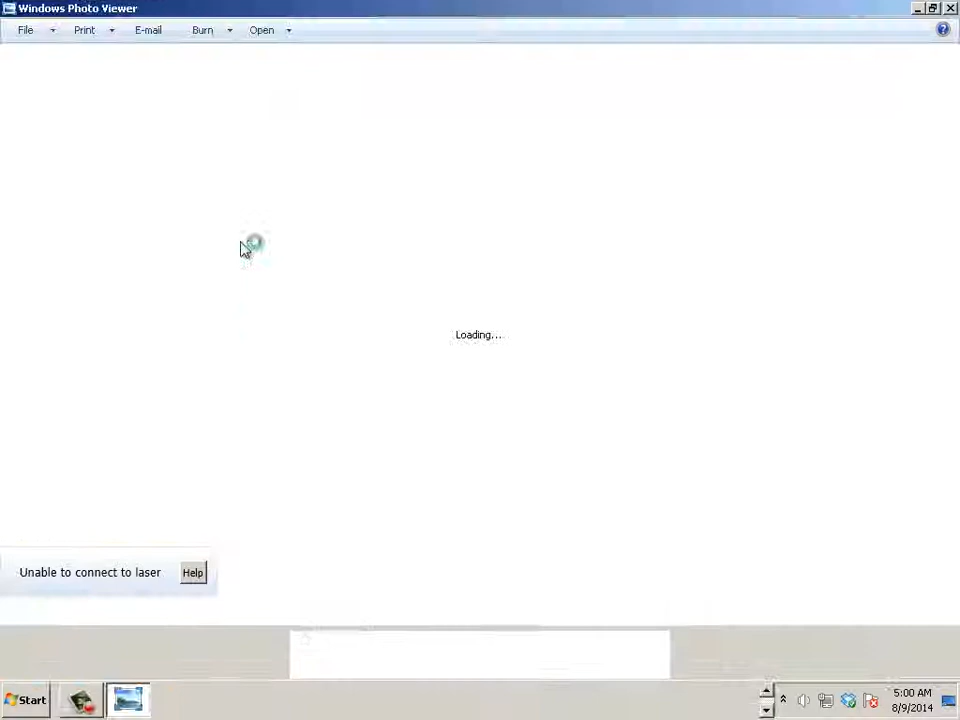 Windows Photo Viewer
File Print E-mail Burn Open
Loading...
Unable to connect to laser Help
Start
5:00 AM
8/9/2014